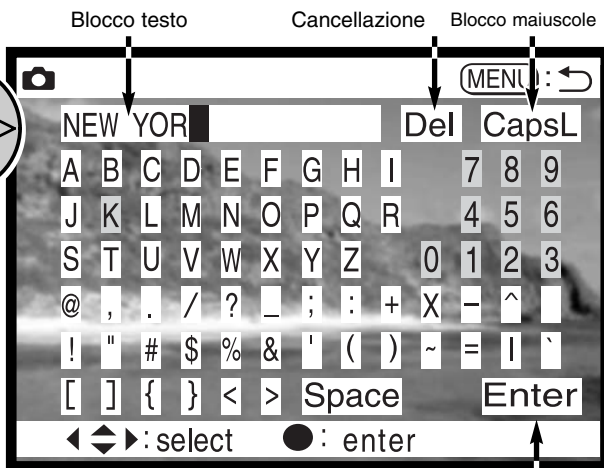 Blocco testo Cancellazione Blocco maiuscole
MENU :
NEW YOR Del CapsL
A B C D E F G H I 7 8 9
J K L M N O P Q R 4 5 6
S T U V W X Y Z 0 1 2 3
@ , . / ? _ ; : + X - ^
! " # $ % & ' ( ) ~ = | `
[ ] { } < > Space Enter
: select : enter